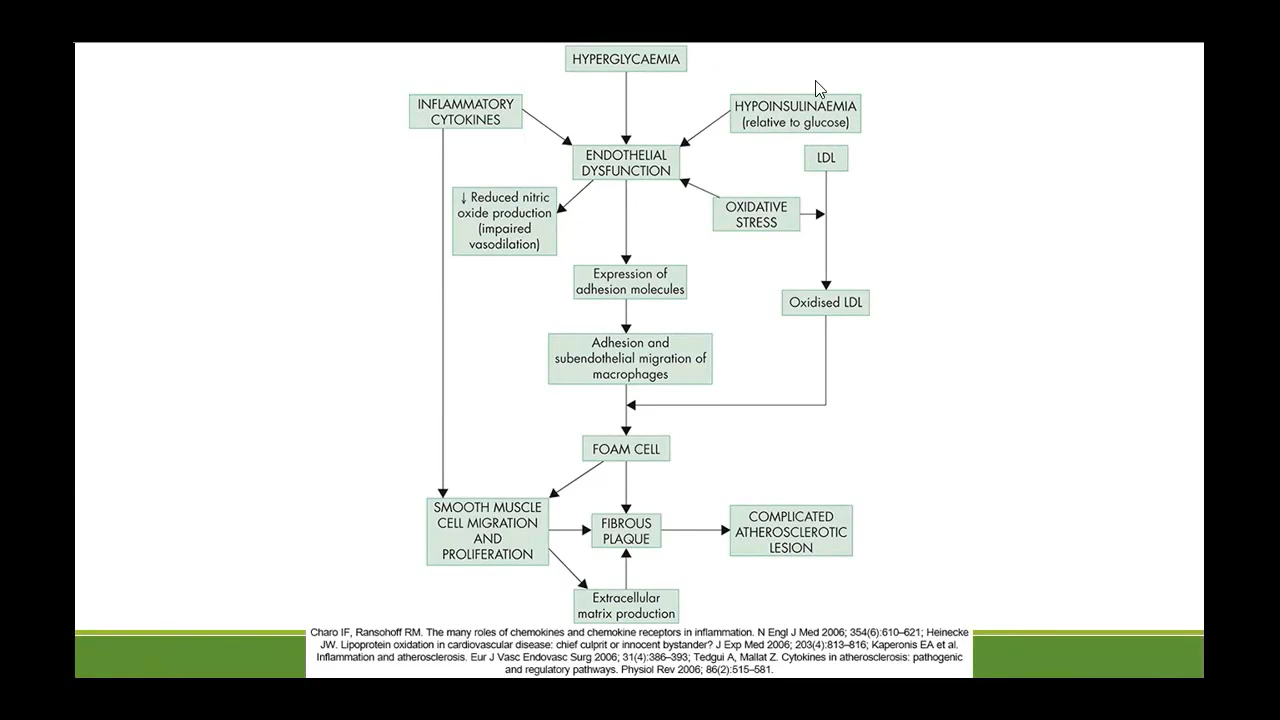 HYPERGLYCAEMIA
INFLAMMATORY
CYTOKINES
HYPOINSULINAEMIA
(relative to glucose)
ENDOTHELIAL
DYSFUNCTION
LDL
↓ Reduced nitric
oxide production
(impaired
vasodilation)
OXIDATIVE
STRESS
Expression of
adhesion molecules
Oxidised LDL
Adhesion and
subendothelial migration of
macrophages
FOAM CELL
SMOOTH MUSCLE
CELL MIGRATION
AND
PROLIFERATION
FIBROUS
PLAQUE
COMPLICATED
ATHEROSCLEROTIC
LESION
Extracellular
matrix production
Charo IF, Ransohoff RM. The many roles of chemokines and chemokine receptors in inflammation. N Engl J Med 2006; 354(6):610–621; Heinecke
JW. Lipoprotein oxidation in cardiovascular disease: chief culprit or innocent bystander? J Exp Med 2006; 203(4):813–816; Kaperonis EA et al.
Inflammation and atherosclerosis. Eur J Vasc Endovasc Surg 2006; 31(4):386–393; Tedgui A, Mallat Z. Cytokines in atherosclerosis: pathogenic
and regulatory pathways. Physiol Rev 2006; 86(2):515–581.